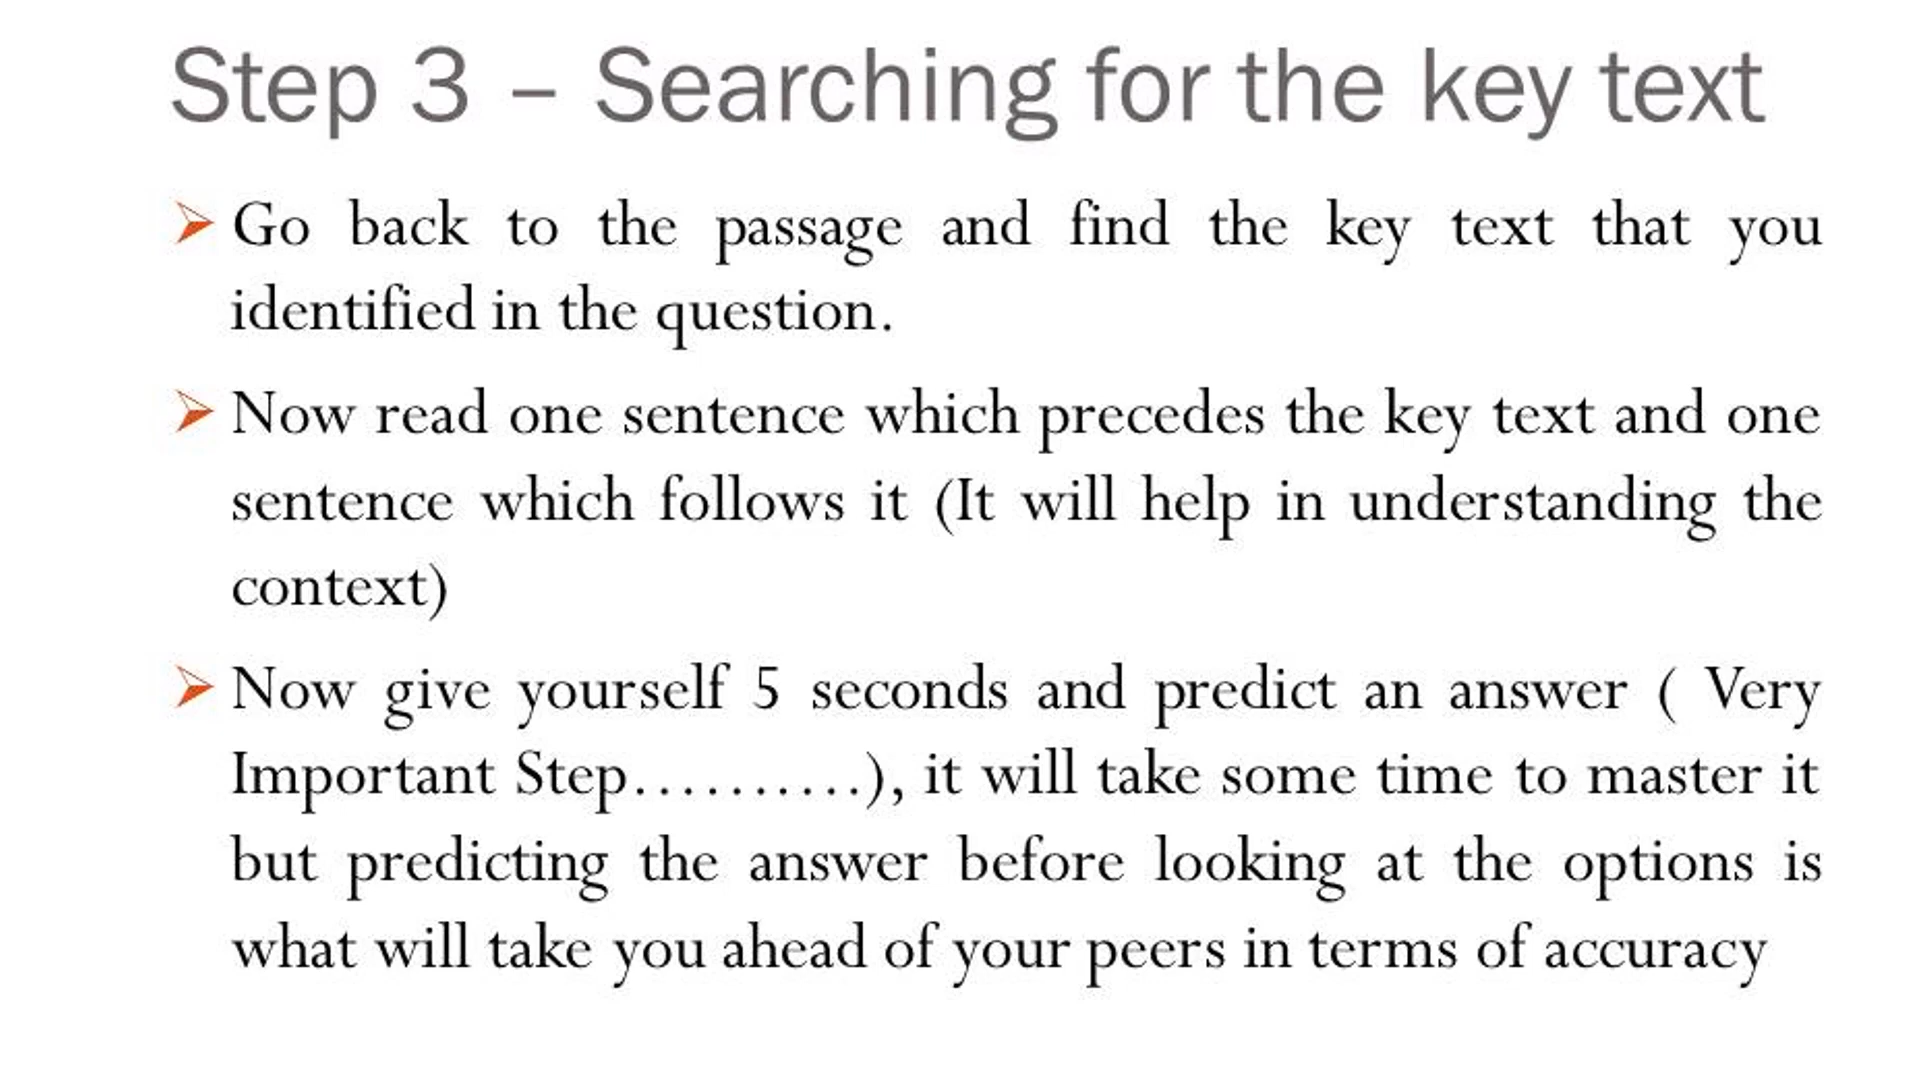 Step 3 – Searching for the key text
Go back to the passage and find the key text that you
identified in the question.
Now read one sentence which precedes the key text and one
sentence which follows it (It will help in understanding the
context)
Now give yourself 5 seconds and predict an answer ( Very
Important Step……….), it will take some time to master it
but predicting the answer before looking at the options is
what will take you ahead of your peers in terms of accuracy